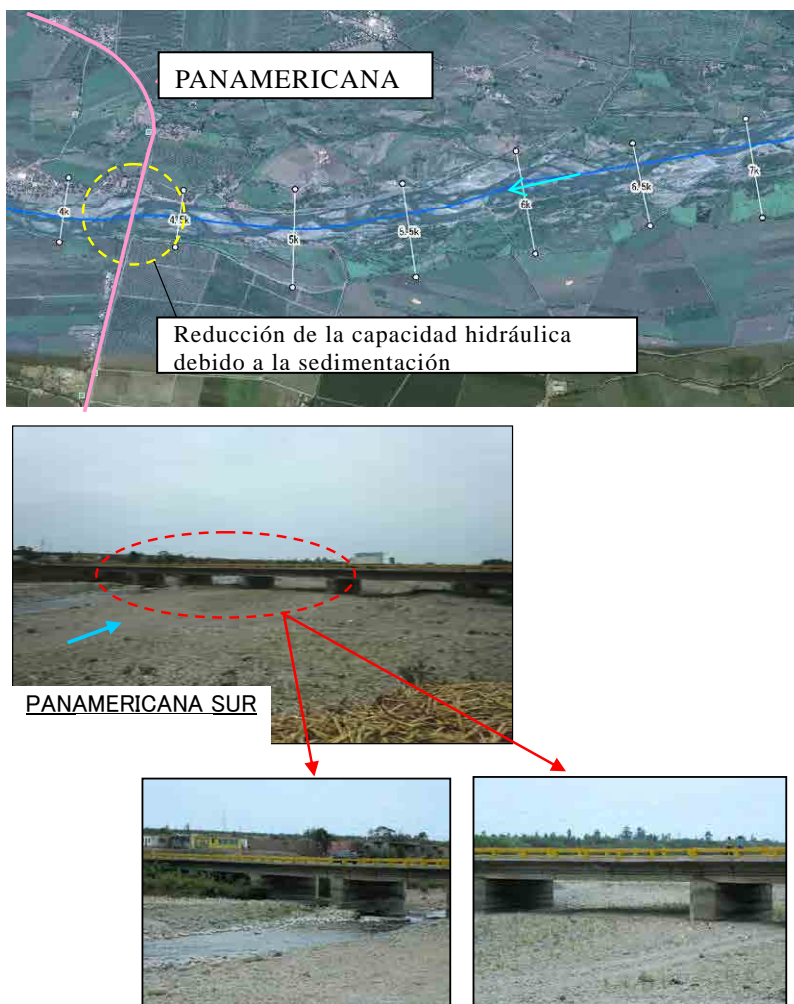 PANAMERICANA
4k
4.5k
5k
5.5k
6k
6.5k
7k
Reducción de la capacidad hidráulica
debido a la sedimentación
PANAMERICANA SUR